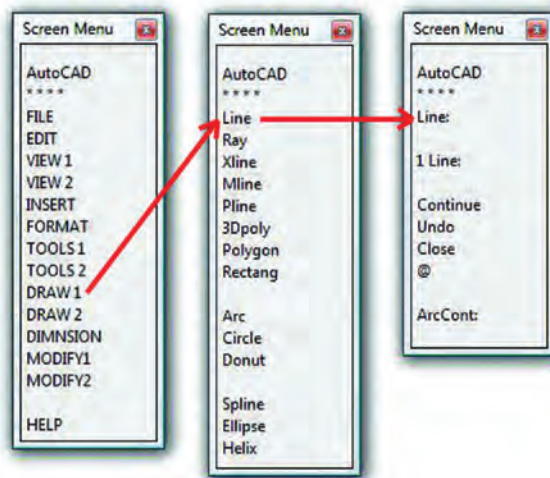 Screen Menu
AutoCAD
* * * *
FILE
EDIT
VIEW 1
VIEW 2
INSERT
FORMAT
TOOLS 1
TOOLS 2
DRAW 1
DRAW 2
DIMNSION
MODIFY1
MODIFY2
HELP
Screen Menu
AutoCAD
* * * *
Line
Ray
Xline
Mline
Pline
3Dpoly
Polygon
Rectang
Arc
Circle
Donut
Spline
Ellipse
Helix
Screen Menu
AutoCAD
* * * *
Line:
1 Line:
Continue
Undo
Close
@
ArcCont: